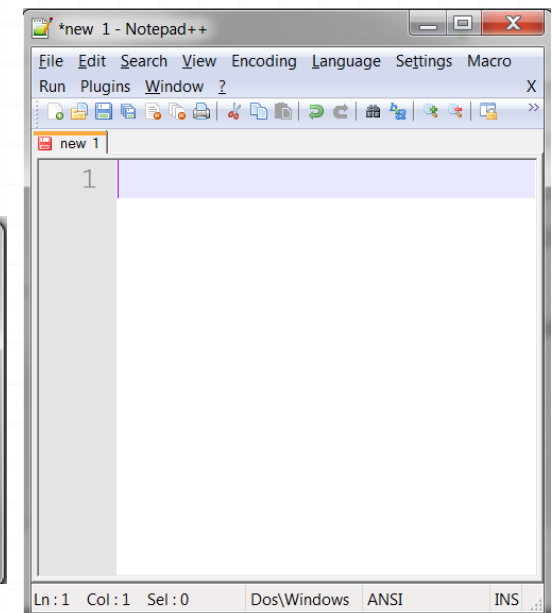 *new 1 - Notepad++
File Edit Search View Encoding Language Settings Macro
Run Plugins Window ? X
new 1
1
Ln : 1 Col : 1 Sel : 0 Dos\Windows ANSI INS